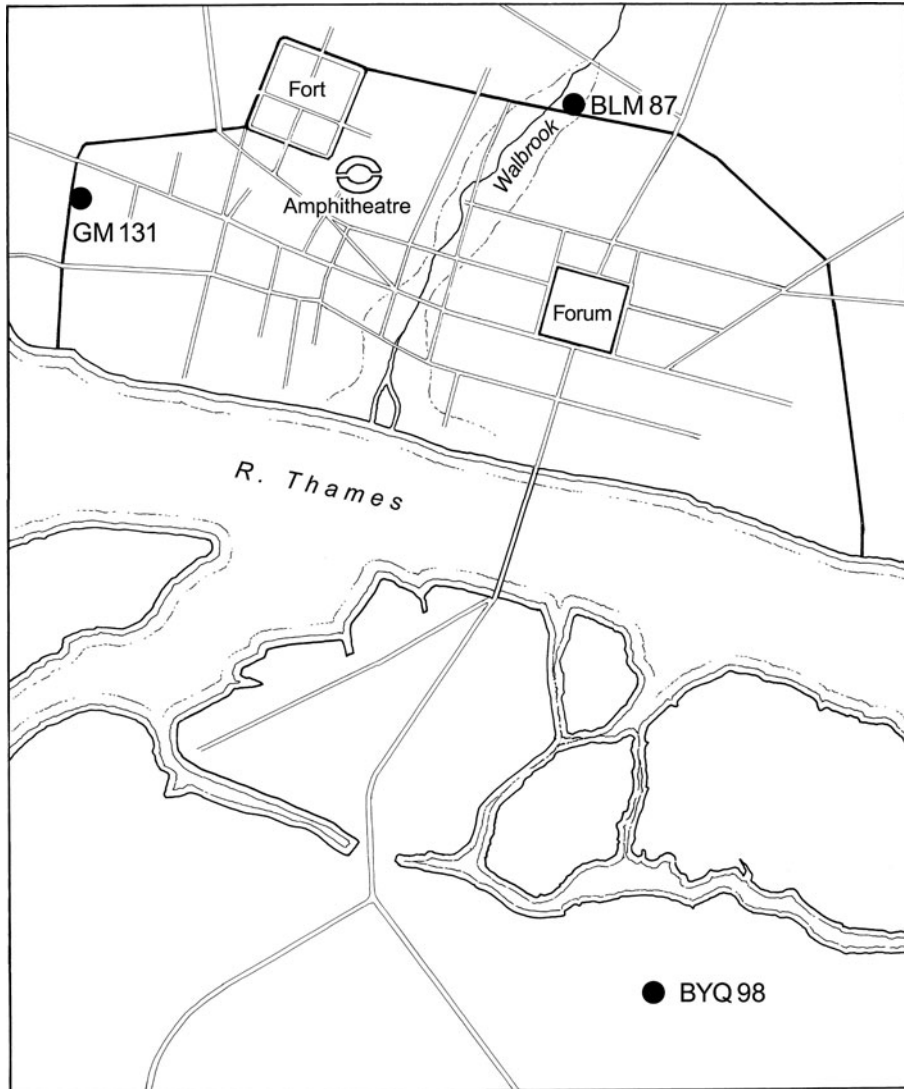 Fort
BLM 87
Walbrook
Amphitheatre
GM 131
Forum
R. Thames
BYQ 98